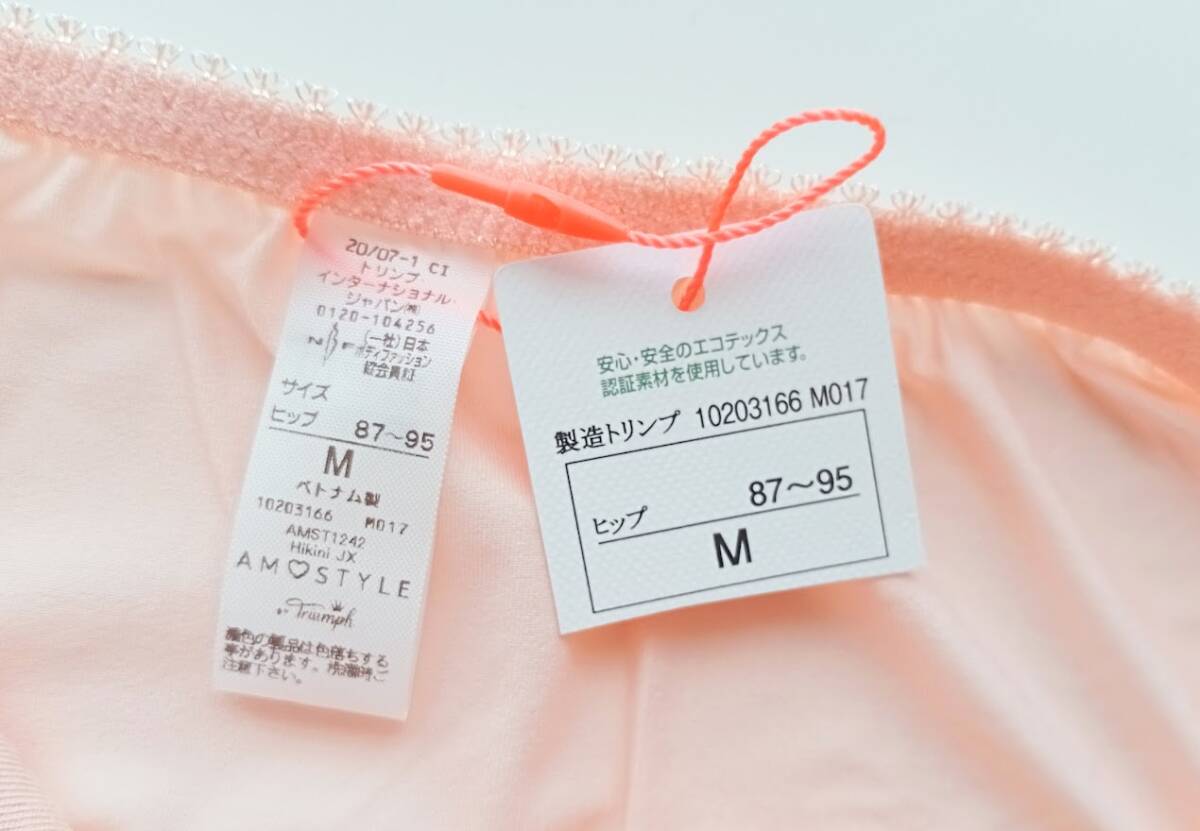 20/07-1 CI
トリンプ・
インターナショナル・
ジャパン㈱
0120-104256
N B F (一社)日本
ボディファッション
協会員証
サイズ
ヒップ 87～95
M
ベトナム製
10203166 M017
AMST1242
Hikini JX
AM♡STYLE
by Triumph
濃色の製品は色落ちする
事があります。洗濯時ご
注意下さい。
安心・安全のエコテックス
認証素材を使用しています。
製造トリンプ 10203166 M017
ヒップ 87～95
M